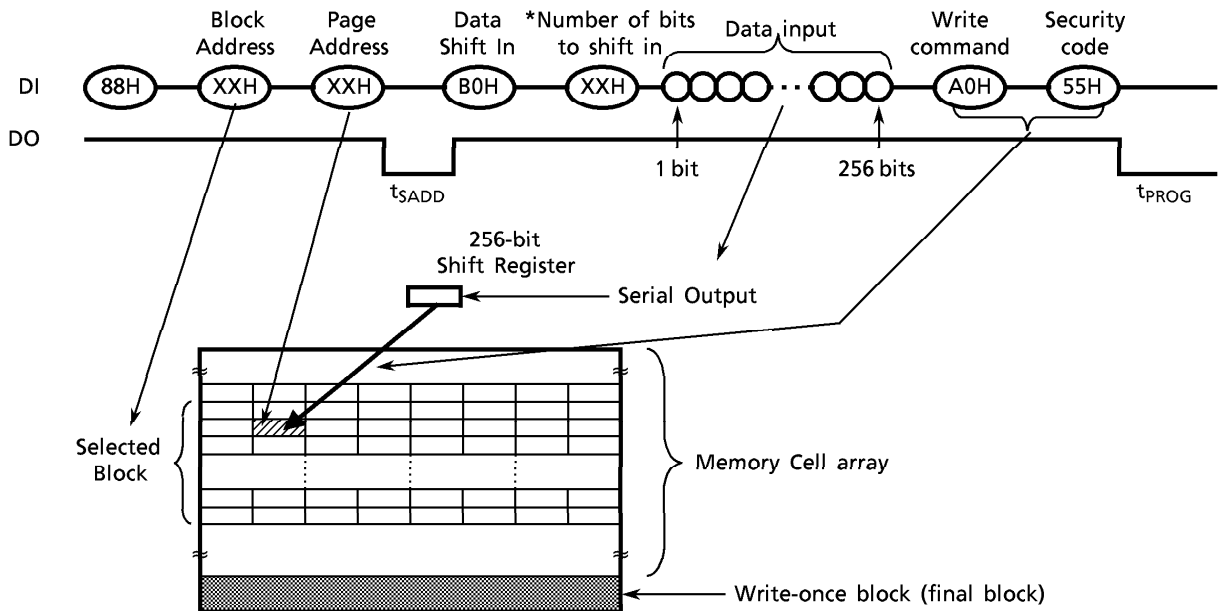 Block Address
Page Address
Data Shift In
*Number of bits to shift in
Data input
Write command
Security code
DI
88H
XXH
XXH
B0H
XXH
A0H
55H
DO
1 bit
256 bits
tSADD
tPROG
256-bit
Shift Register
Serial Output
Selected
Block
Memory Cell array
Write-once block (final block)